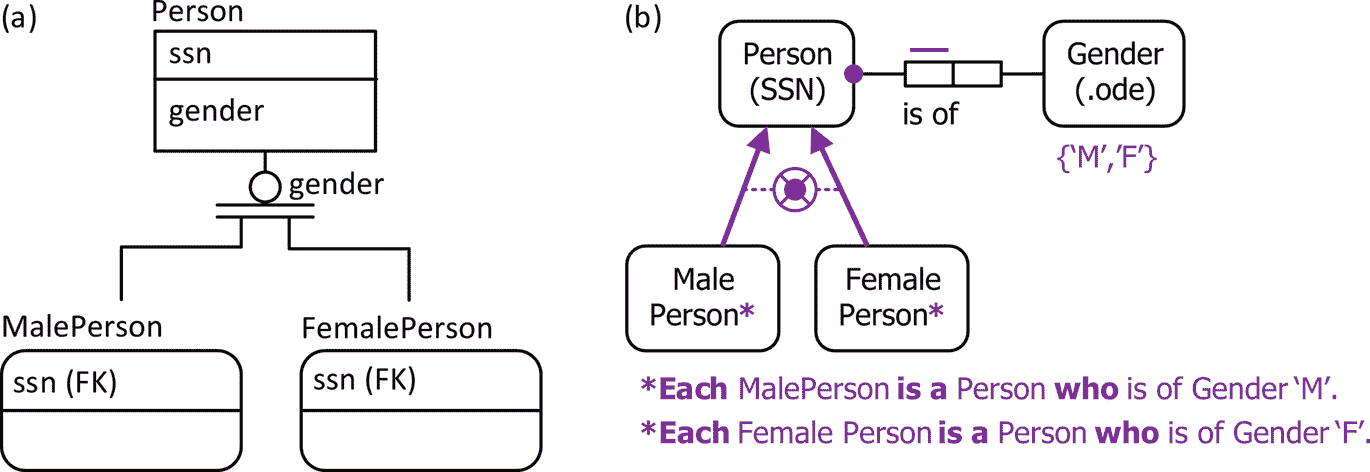 (a)
Person
ssn
gender
gender
MalePerson
ssn (FK)
FemalePerson
ssn (FK)
(b)
Person
(SSN)
is of
Gender
(.ode)
{‘M’,’F’}
Male
Person*
Female
Person*
*Each MalePerson is a Person who is of Gender ‘M’.
*Each Female Person is a Person who is of Gender ‘F’.